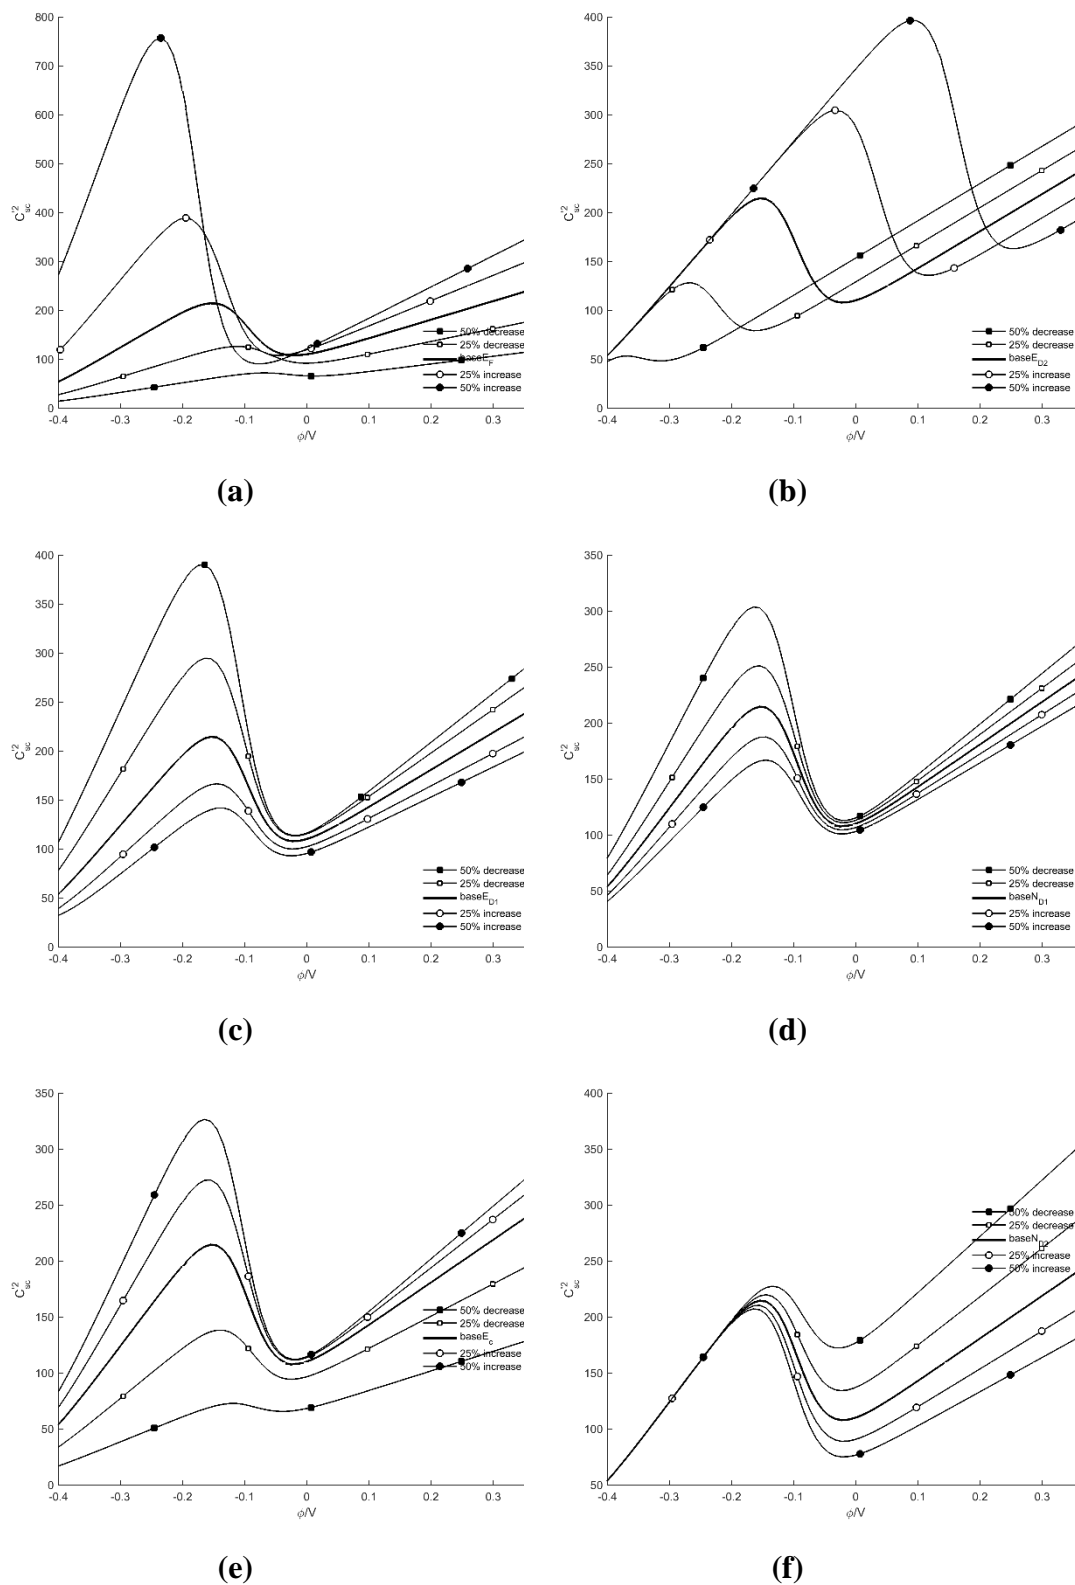 800
700
600
500
400
300
200
100
0
C'²sc
-0.4 -0.3 -0.2 -0.1 0 0.1 0.2 0.3
ϕ/V
50% decrease
25% decrease
baseE_F
25% increase
50% increase
(a)
400
350
300
250
200
150
100
50
0
C'²sc
-0.4 -0.3 -0.2 -0.1 0 0.1 0.2 0.3
ϕ/V
50% decrease
25% decrease
baseE_D2
25% increase
50% increase
(b)
400
350
300
250
200
150
100
50
0
C'²sc
-0.4 -0.3 -0.2 -0.1 0 0.1 0.2 0.3
ϕ/V
50% decrease
25% decrease
baseE_D1
25% increase
50% increase
(c)
350
300
250
200
150
100
50
0
C'²sc
-0.4 -0.3 -0.2 -0.1 0 0.1 0.2 0.3
ϕ/V
50% decrease
25% decrease
baseN_D1
25% increase
50% increase
(d)
350
300
250
200
150
100
50
0
C'²sc
-0.4 -0.3 -0.2 -0.1 0 0.1 0.2 0.3
ϕ/V
50% decrease
25% decrease
baseE_c
25% increase
50% increase
(e)
400
350
300
250
200
150
100
50
C'²sc
-0.4 -0.3 -0.2 -0.1 0 0.1 0.2 0.3
ϕ/V
50% decrease
25% decrease
baseN_D2
25% increase
50% increase
(f)